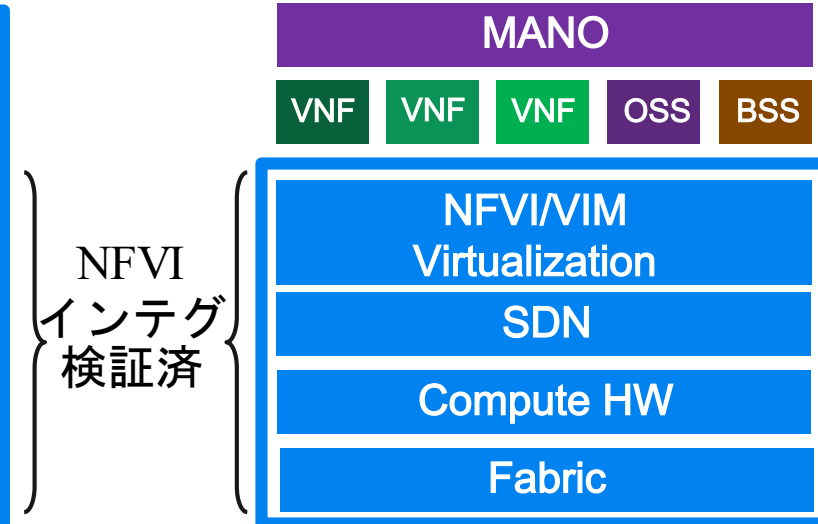 MANO
VNF VNF VNF OSS BSS
NFVI
インテグ
検証済
NFVI/VIM
Virtualization
SDN
Compute HW
Fabric